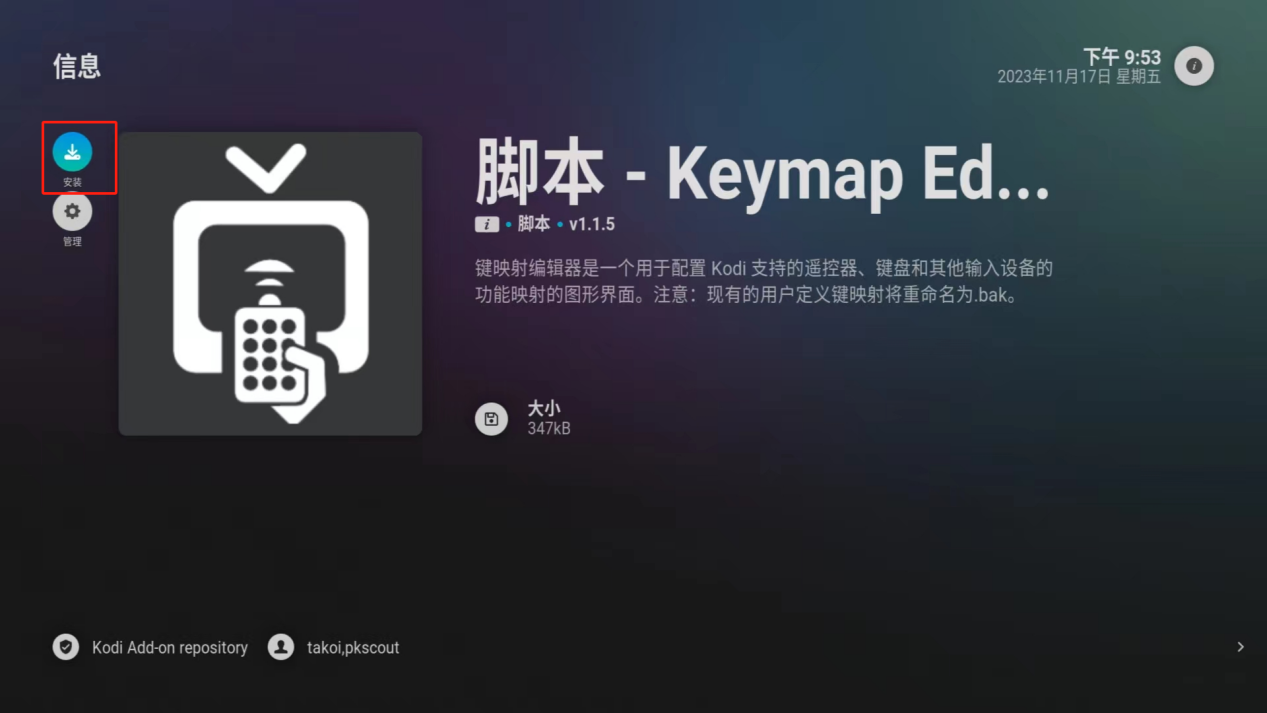 信息
下午 9:53
2023年11月17日 星期五
安装
管理
脚本 - Keymap Ed...
i • 脚本 • v1.1.5
键映射编辑器是一个用于配置 Kodi 支持的遥控器、键盘和其他输入设备的
功能映射的图形界面。注意：现有的用户定义键映射将重命名为.bak。
大小
347kB
Kodi Add-on repository
takoi,pkscout